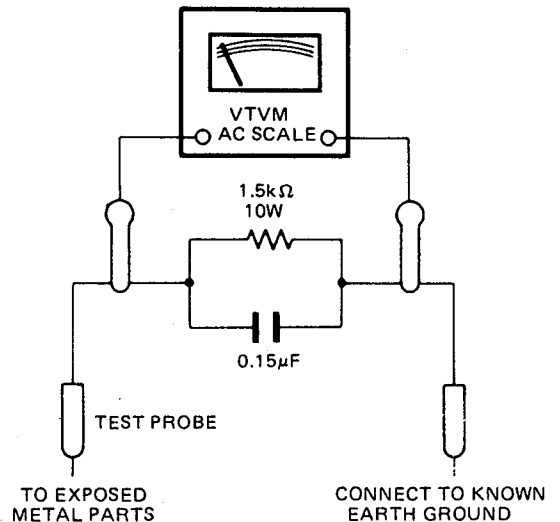 VTVM
AC SCALE
1.5kΩ
10W
0.15μF
TEST PROBE
TO EXPOSED
METAL PARTS
CONNECT TO KNOWN
EARTH GROUND